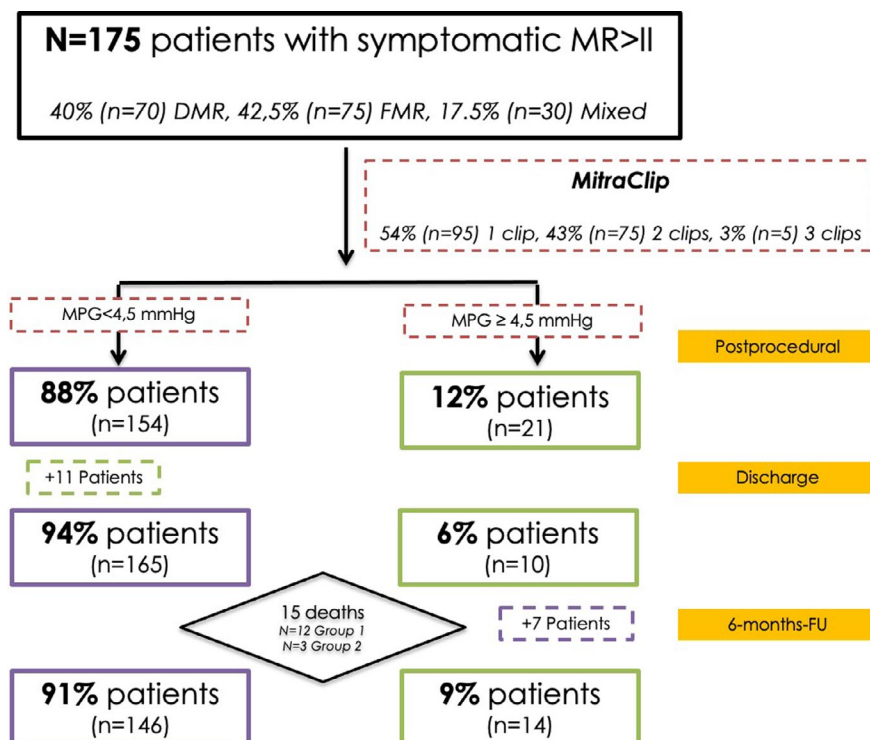 N=175 patients with symptomatic MR>II
40% (n=70) DMR, 42,5% (n=75) FMR, 17.5% (n=30) Mixed
MitraClip
54% (n=95) 1 clip, 43% (n=75) 2 clips, 3% (n=5) 3 clips
MPG<4,5 mmHg
MPG ≥ 4,5 mmHg
Postprocedural
88% patients
(n=154)
12% patients
(n=21)
+11 Patients
Discharge
94% patients
(n=165)
6% patients
(n=10)
15 deaths
N=12 Group 1
N=3 Group 2
+7 Patients
6-months-FU
91% patients
(n=146)
9% patients
(n=14)